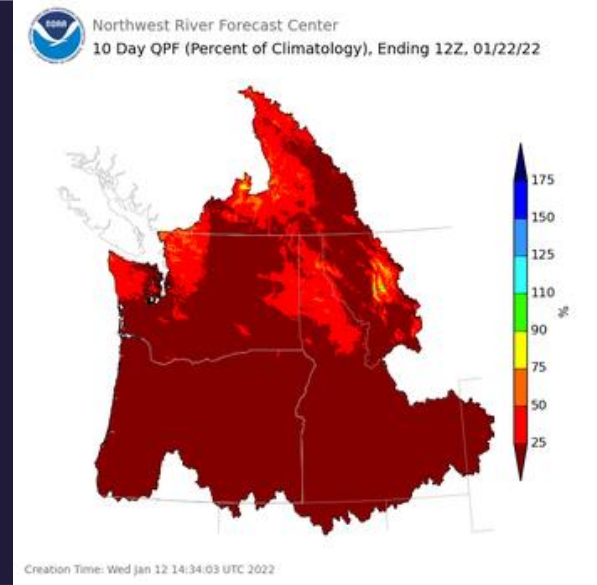 NOAA
Northwest River Forecast Center
10 Day QPF (Percent of Climatology), Ending 12Z, 01/22/22
175
150
125
110
90
75
50
25
%
Creation Time: Wed Jan 12 14:34:03 UTC 2022